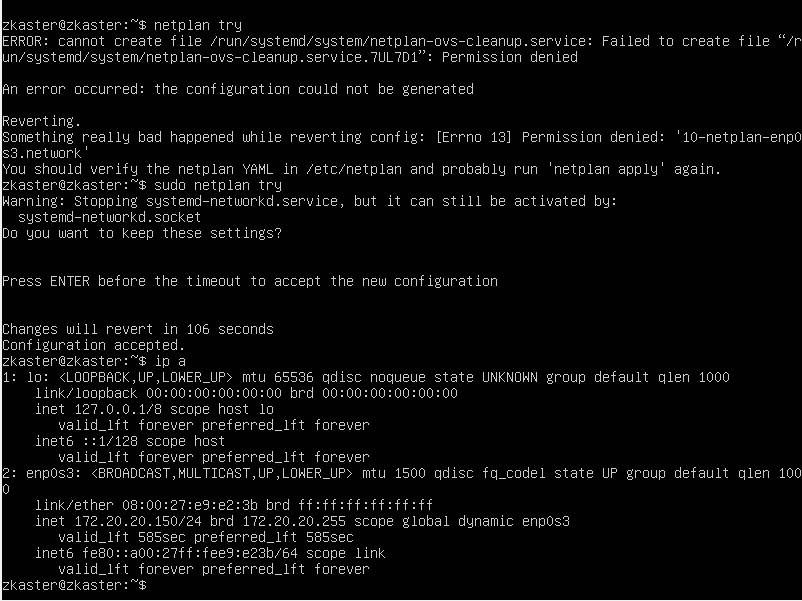 zkaster@zkaster:~$ netplan try
ERROR: cannot create file /run/systemd/system/netplan-ovs-cleanup.service: Failed to create file “/r
un/systemd/system/netplan-ovs-cleanup.service.7UL7D1”: Permission denied
An error occurred: the configuration could not be generated
Reverting.
Something really bad happened while reverting config: [Errno 13] Permission denied: '10-netplan-enp0
s3.network'
You should verify the netplan YAML in /etc/netplan and probably run 'netplan apply' again.
zkaster@zkaster:~$ sudo netplan try
Warning: Stopping systemd-networkd.service, but it can still be activated by:
  systemd-networkd.socket
Do you want to keep these settings?
Press ENTER before the timeout to accept the new configuration
Changes will revert in 106 seconds
Configuration accepted.
zkaster@zkaster:~$ ip a
1: lo: <LOOPBACK,UP,LOWER_UP> mtu 65536 qdisc noqueue state UNKNOWN group default qlen 1000
    link/loopback 00:00:00:00:00:00 brd 00:00:00:00:00:00
    inet 127.0.0.1/8 scope host lo
       valid_lft forever preferred_lft forever
    inet6 ::1/128 scope host
       valid_lft forever preferred_lft forever
2: enp0s3: <BROADCAST,MULTICAST,UP,LOWER_UP> mtu 1500 qdisc fq_codel state UP group default qlen 100
0
    link/ether 08:00:27:e9:e2:3b brd ff:ff:ff:ff:ff:ff
    inet 172.20.20.150/24 brd 172.20.20.255 scope global dynamic enp0s3
       valid_lft 585sec preferred_lft 585sec
    inet6 fe80::a00:27ff:fee9:e23b/64 scope link
       valid_lft forever preferred_lft forever
zkaster@zkaster:~$